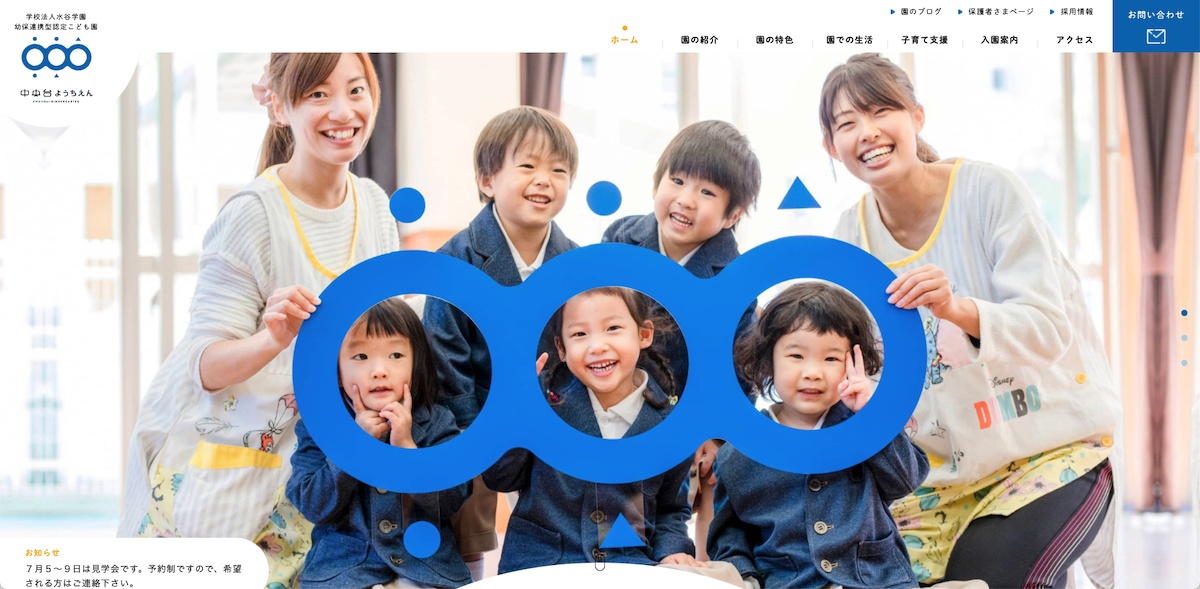 学校法人水谷学園
幼保連携型認定こども園
中央台ようちえん
園のブログ
保護者さまページ
採用情報
お問い合わせ
ホーム
園の紹介
園の特色
園での生活
子育て支援
入園案内
アクセス
Disney
DUMBO
お知らせ
7月5〜9日は見学会です。予約制ですので、希望
される方はご連絡下さい。